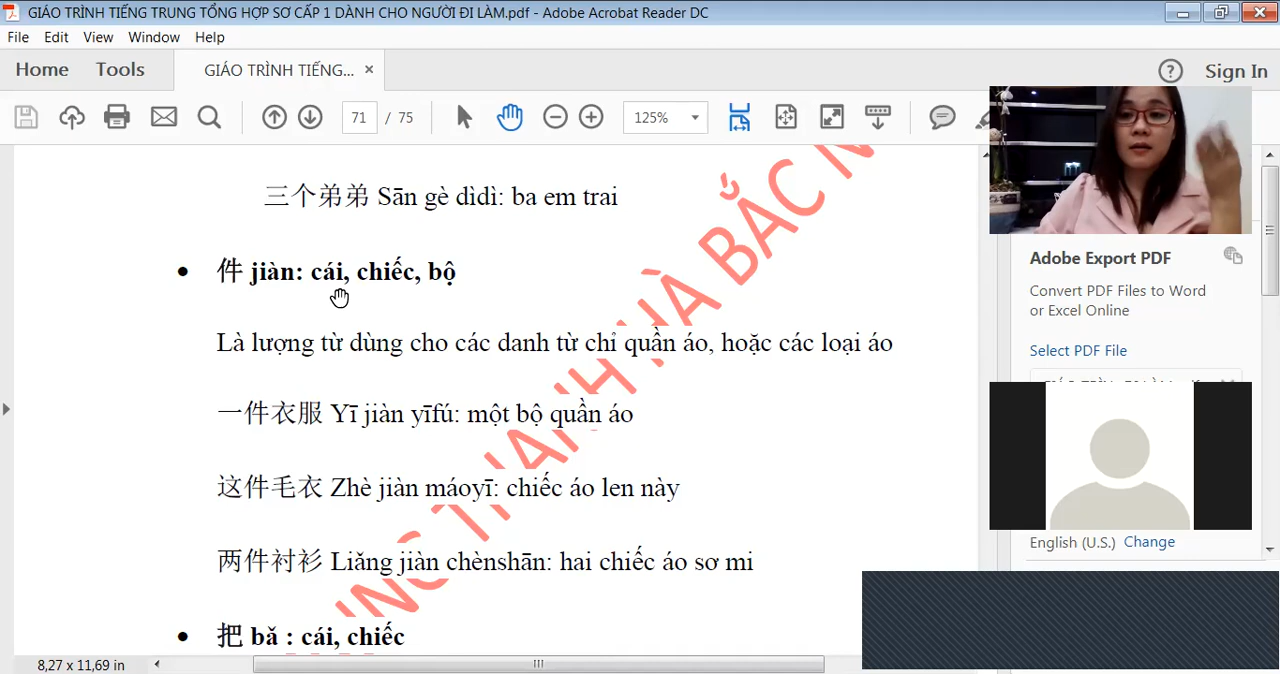 GIÁO TRÌNH TIẾNG TRUNG TỔNG HỢP SƠ CẤP 1 DÀNH CHO NGƯỜI ĐI LÀM.pdf - Adobe Acrobat Reader DC
File Edit View Window Help
Home Tools GIÁO TRÌNH TIẾNG... × ? Sign In
71 / 75 125%
三个弟弟 Sān gè dìdì: ba em trai
• 件 jiàn: cái, chiếc, bộ
Là lượng từ dùng cho các danh từ chỉ quần áo, hoặc các loại áo
一件衣服 Yī jiàn yīfú: một bộ quần áo
这件毛衣 Zhè jiàn máoyī: chiếc áo len này
两件衬衫 Liǎng jiàn chènshān: hai chiếc áo sơ mi
• 把 bǎ : cái, chiếc
Adobe Export PDF
Convert PDF Files to Word
or Excel Online
Select PDF File
English (U.S.) Change
8,27 x 11,69 in